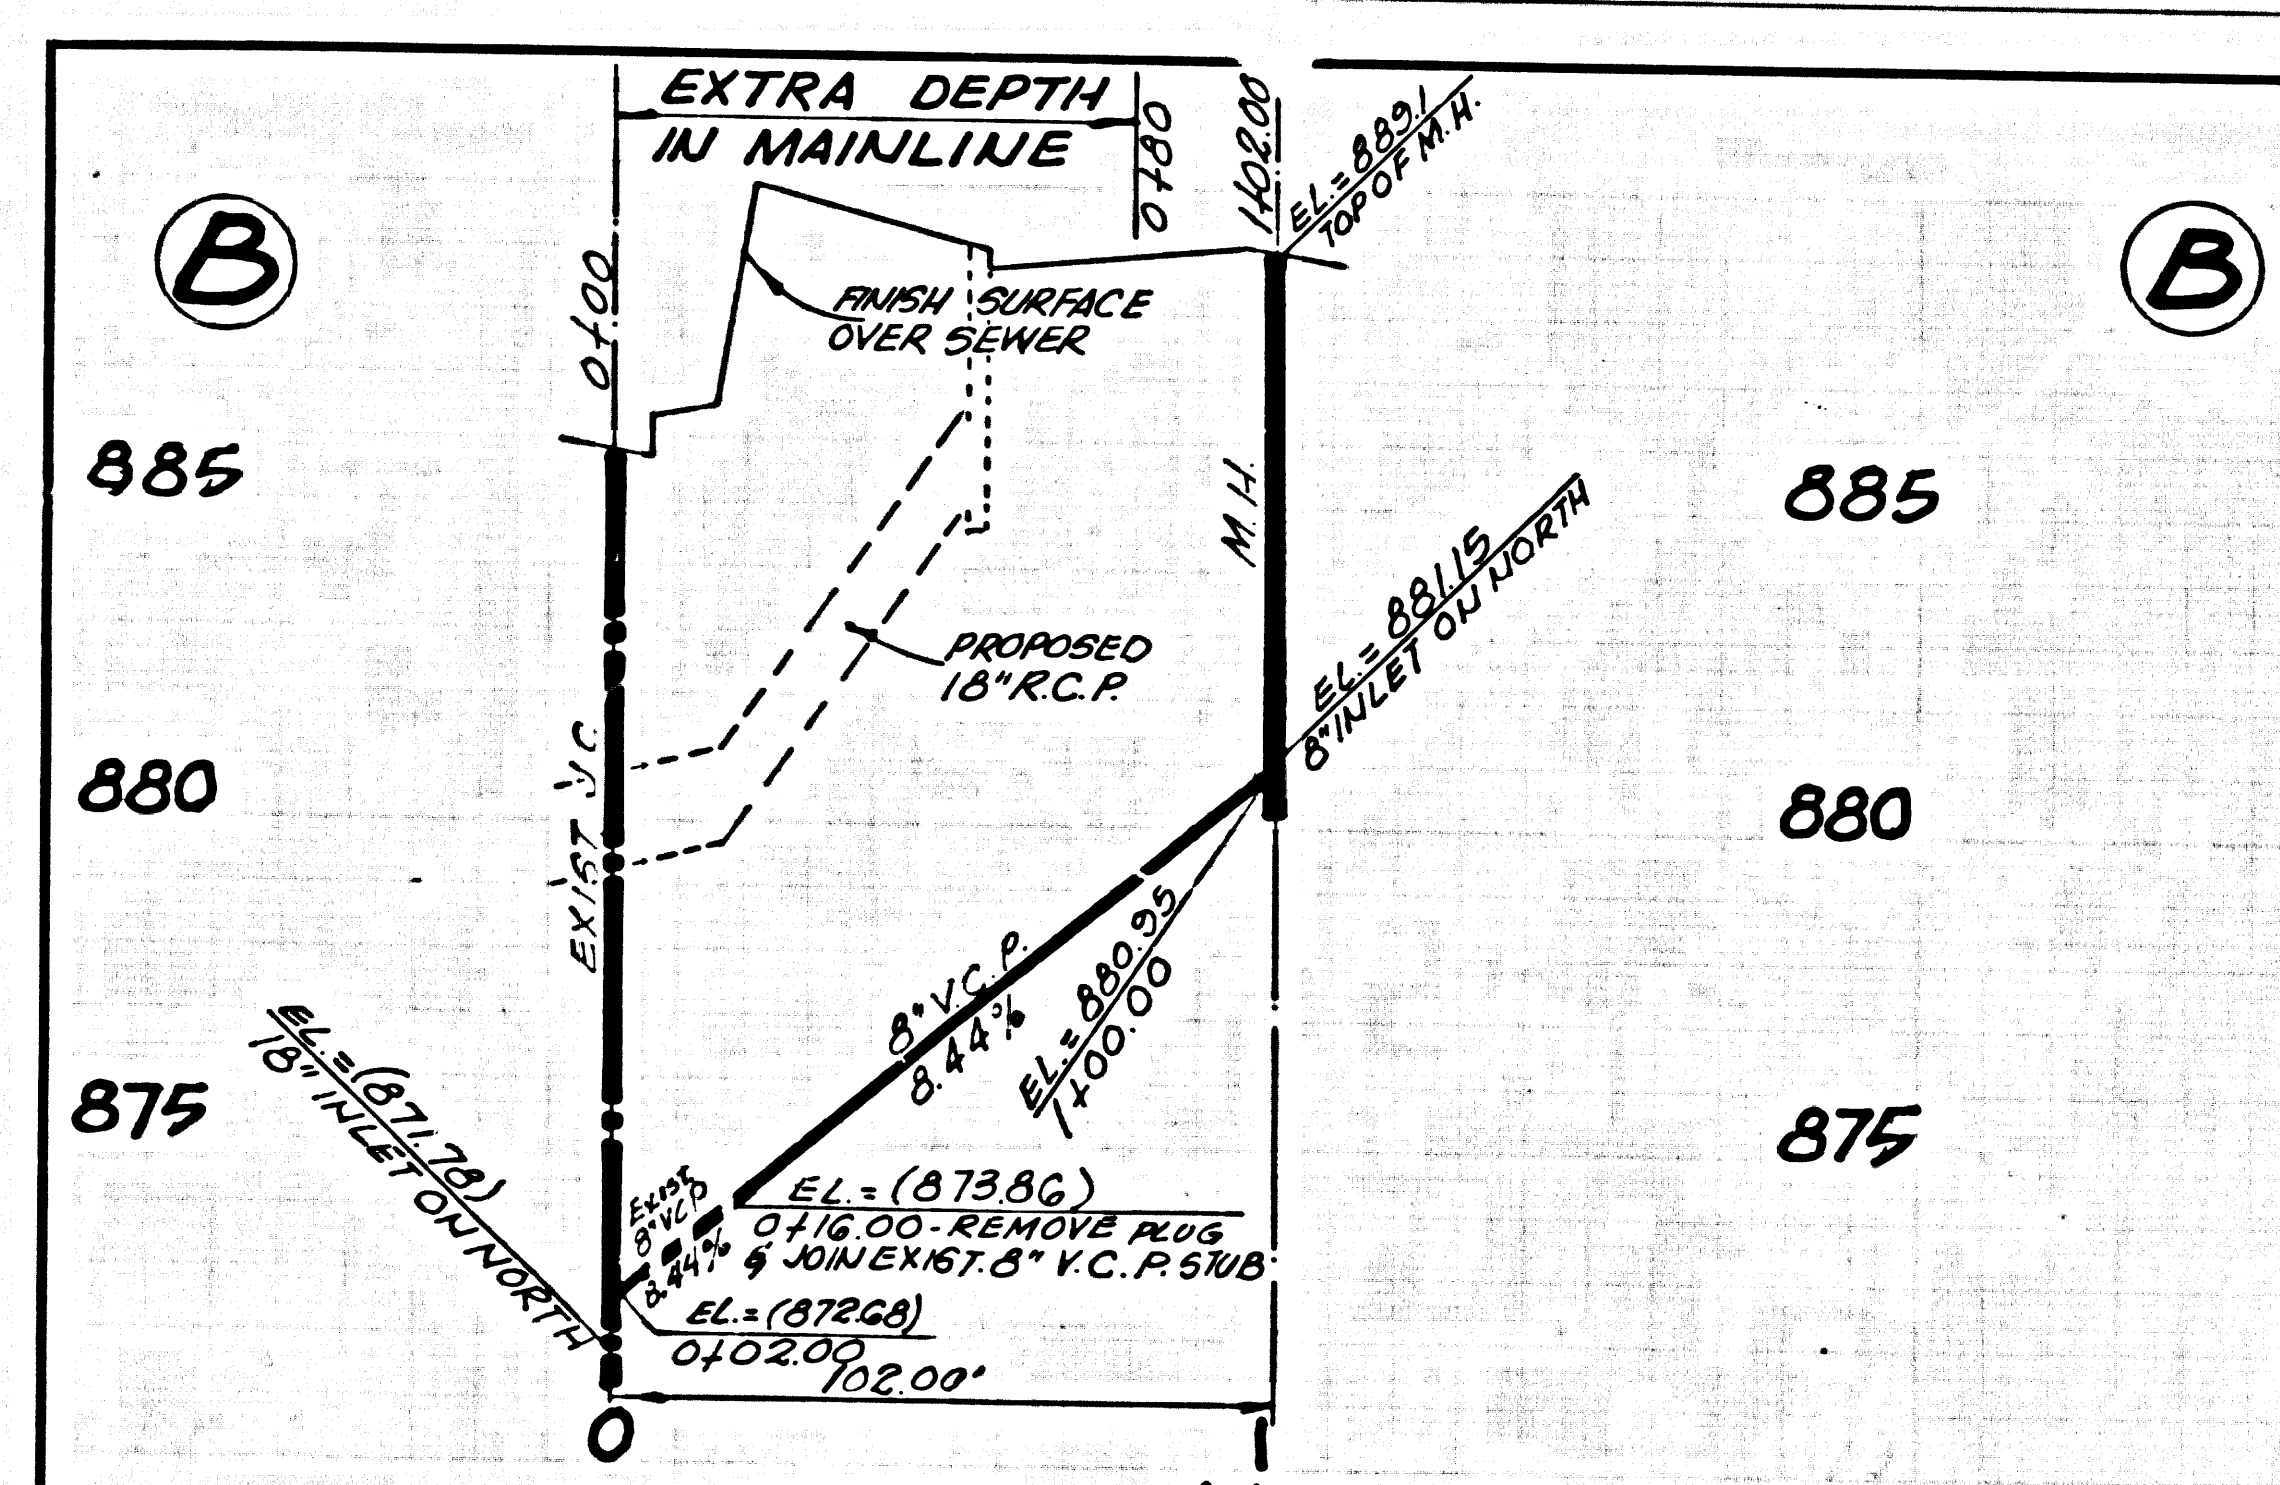 EXTRA DEPTH
IN MAINLINE
0+00
0+80
1+02.00
EL.=889.1
TOP OF M.H.
B
B
FINISH SURFACE
OVER SEWER
885
885
M.H.
EL.= 881.15
8" INLET ON NORTH
PROPOSED
18" R.C.P.
EXIST. J.C.
880
880
8" V.C.P.
8.44%
EL.= 880.95
1+00.00
875
875
EL.=(871.78)
18" INLET ON NORTH
EXIST
8" V.C.P
8.44%
EL.=(873.86)
0+16.00-REMOVE PLUG
& JOIN EXIST. 8" V.C.P. STUB
EL.=(872.68)
0+02.00
102.00'
0
1